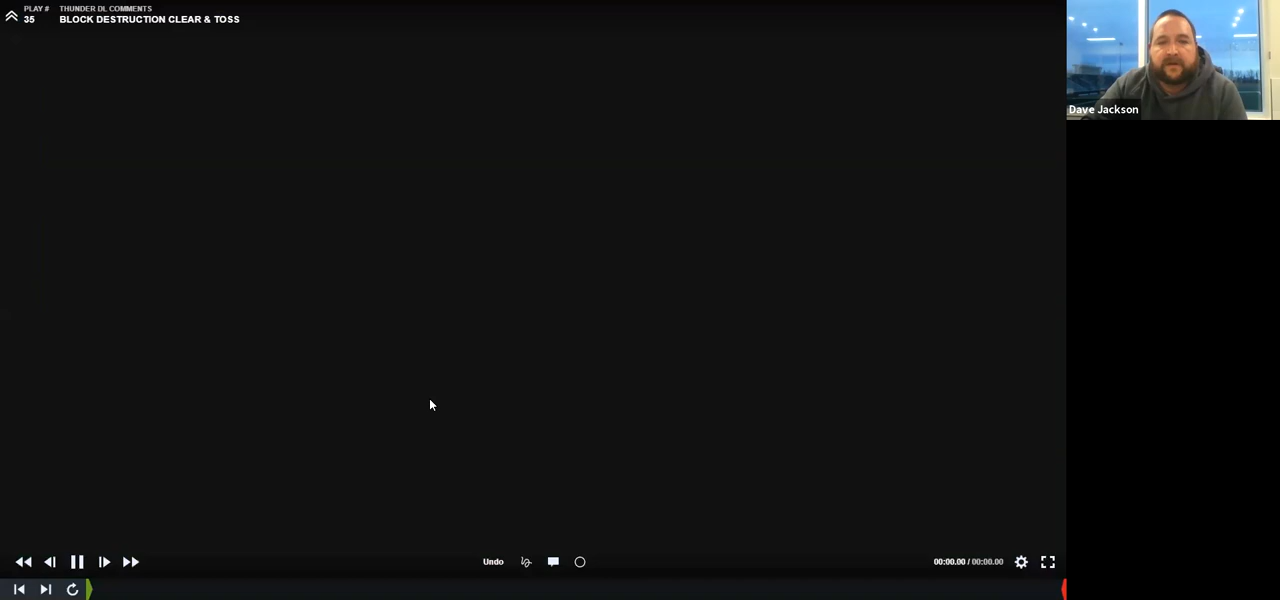 PLAY # THUNDER DL COMMENTS
35 BLOCK DESTRUCTION CLEAR & TOSS
Dave Jackson
Undo 00:00.00 / 00:00.00